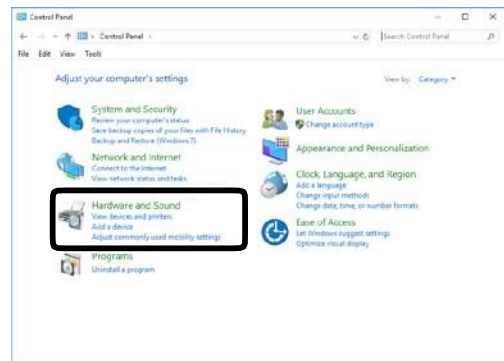 Control Panel
Control Panel
Search Control Panel
File Edit View Tools
Adjust your computer's settings
View by: Category
System and Security
Review your computer's status
Save backup copies of your files with File History
Backup and Restore (Windows 7)
Network and Internet
Connect to the Internet
View network status and tasks
Hardware and Sound
View devices and printers
Add a device
Adjust commonly used mobility settings
Programs
Uninstall a program
User Accounts
Change account type
Appearance and Personalization
Clock, Language, and Region
Add a language
Change input methods
Change date, time, or number formats
Ease of Access
Let Windows suggest settings
Optimize visual display